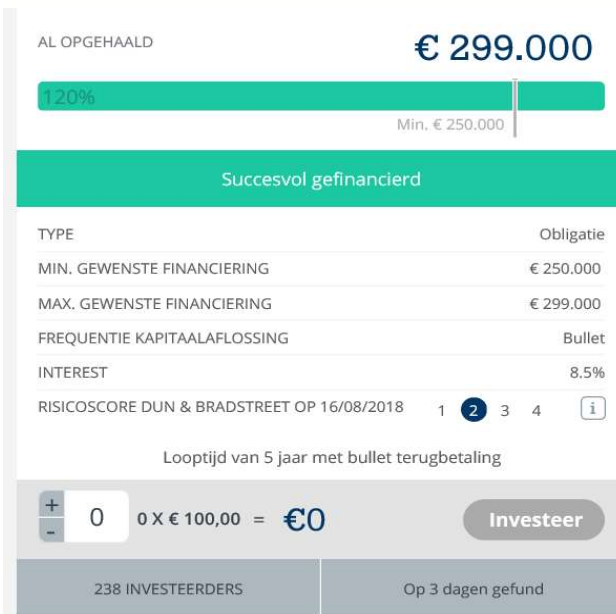 AL OPGEHAALD € 299.000
120%
Min. € 250.000
Succesvol gefinancierd
TYPE Obligatie
MIN. GEWENSTE FINANCIERING € 250.000
MAX. GEWENSTE FINANCIERING € 299.000
FREQUENTIE KAPITAALAFLOSSING Bullet
INTEREST 8.5%
RISICOSCORE DUN & BRADSTREET OP 16/08/2018 1 2 3 4 i
Looptijd van 5 jaar met bullet terugbetaling
+
- 0 0 X € 100,00 = €0 Investeer
238 INVESTEERDERS Op 3 dagen gefund